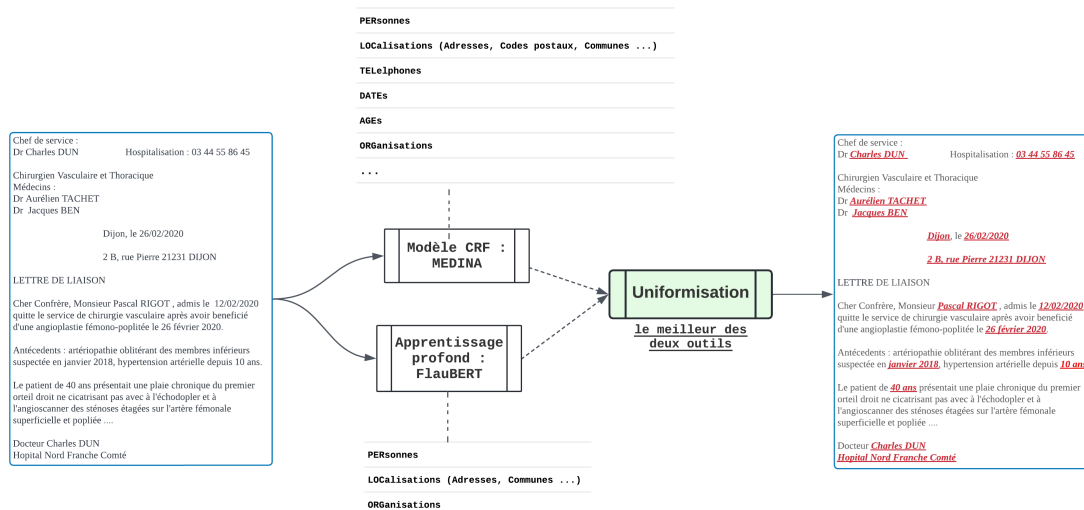 PERsonnes
LOCalisations (Adresses, Codes postaux, Communes ...)
TELelphones
DATEs
AGEs
ORGanisations
...
Chef de service :
Dr Charles DUN Hospitalisation : 03 44 55 86 45
Chirurgien Vasculaire et Thoracique
Médecins :
Dr Aurélien TACHET
Dr Jacques BEN
Dijon, le 26/02/2020
2 B, rue Pierre 21231 DIJON
LETTRE DE LIAISON
Cher Confrère, Monsieur Pascal RIGOT , admis le 12/02/2020
quitte le service de chirurgie vasculaire après avoir beneficié
d'une angioplastie fémono-poplitée le 26 février 2020.
Antécedents : artériopathie oblitérant des membres inférieurs
suspectée en janvier 2018, hypertension artérielle depuis 10 ans.
Le patient de 40 ans présentait une plaie chronique du premier
orteil droit ne cicatrisant pas avec à l'échodopler et à
l'angioscanner des sténoses étagées sur l'artère fémonale
superficielle et popliée ....
Docteur Charles DUN
Hopital Nord Franche Comté
Modèle CRF :
MEDINA
Apprentissage
profond :
FlauBERT
PERsonnes
LOCalisations (Adresses, Communes ...)
ORGanisations
Uniformisation
le meilleur des
deux outils
Chef de service :
Dr Charles DUN Hospitalisation : 03 44 55 86 45
Chirurgien Vasculaire et Thoracique
Médecins :
Dr Aurélien TACHET
Dr Jacques BEN
Dijon, le 26/02/2020
2 B, rue Pierre 21231 DIJON
LETTRE DE LIAISON
Cher Confrère, Monsieur Pascal RIGOT , admis le 12/02/2020
quitte le service de chirurgie vasculaire après avoir beneficié
d'une angioplastie fémono-poplitée le 26 février 2020.
Antécedents : artériopathie oblitérant des membres inférieurs
suspectée en janvier 2018, hypertension artérielle depuis 10 ans
Le patient de 40 ans présentait une plaie chronique du premier
orteil droit ne cicatrisant pas avec à l'échodopler et à
l'angioscanner des sténoses étagées sur l'artère fémonale
superficielle et popliée ....
Docteur Charles DUN
Hopital Nord Franche Comté